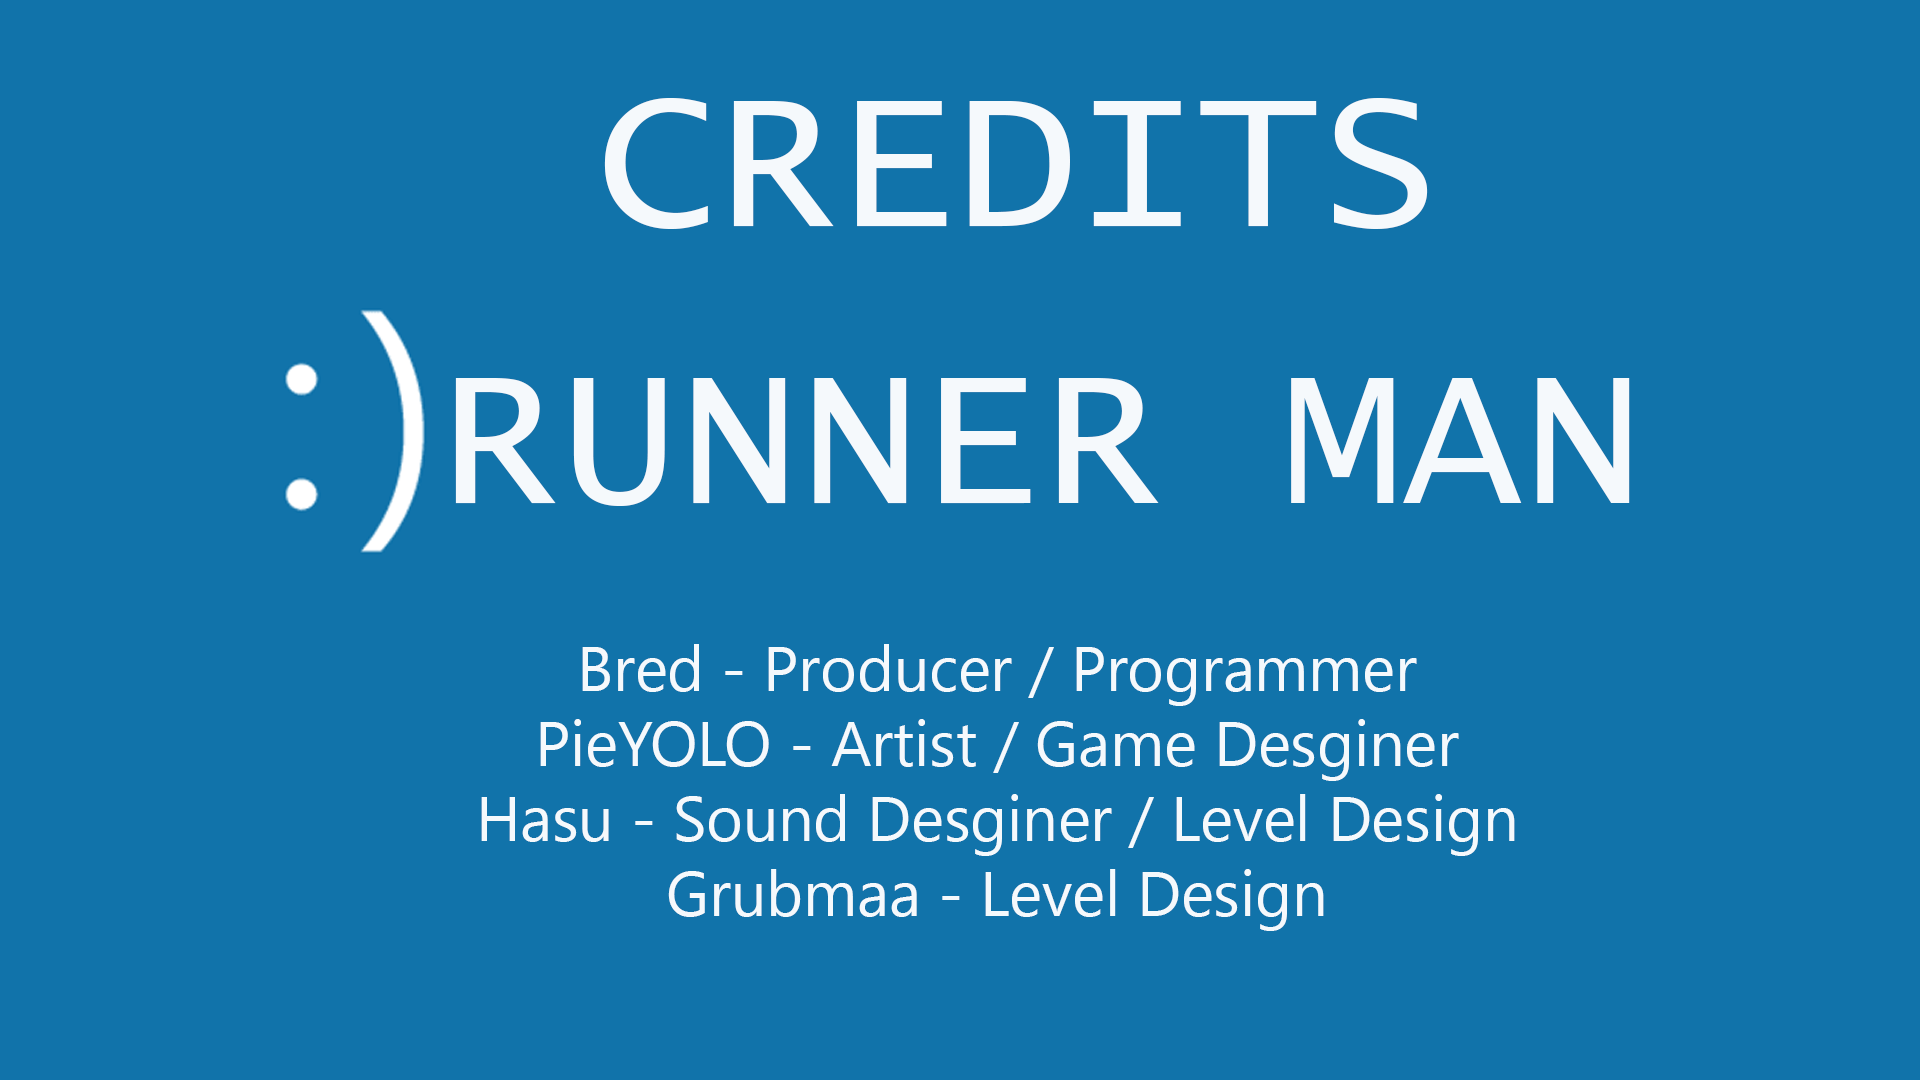 CREDITS
:)RUNNER MAN
Bred - Producer / Programmer
PieYOLO - Artist / Game Desginer
Hasu - Sound Desginer / Level Design
Grubmaa - Level Design